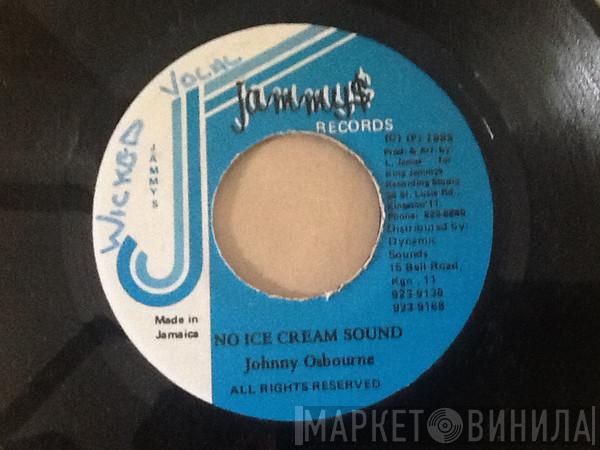 WICKED
VOCAL
JAMMYS
jammy$
RECORDS
(C) (P)
Prod. & Arr. by:
L. James for
King Jammys
Recording Studio
38 St. Lucia Rd.
Kingston 11.
Phone:
Distributed by:
Dynamic
Sounds
15 Bell Road,
Kgn. 11
923-9138
923-9168
Made in
Jamaica
NO ICE CREAM SOUND
Johnny Osbourne
ALL RIGHTS RESERVED
МАРКЕТ ВИНИЛА